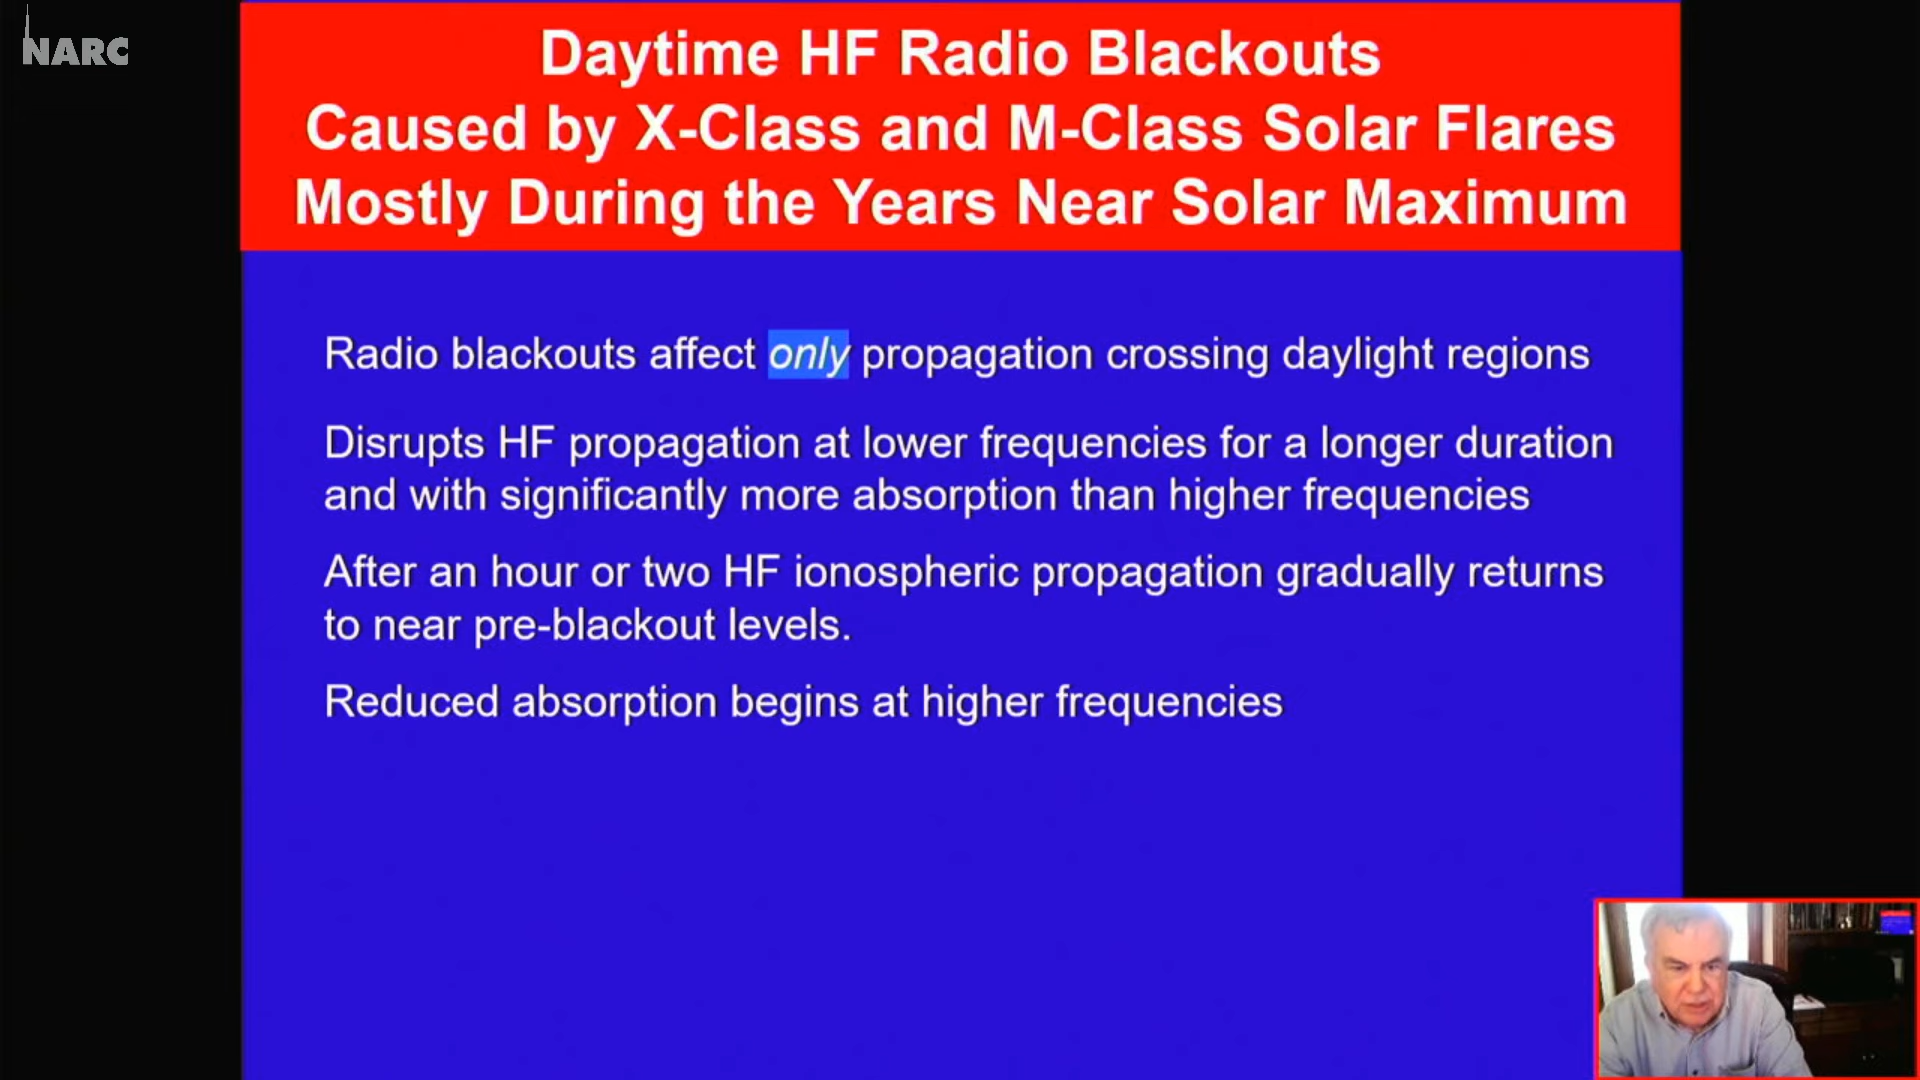 NARC
Daytime HF Radio Blackouts
Caused by X-Class and M-Class Solar Flares
Mostly During the Years Near Solar Maximum
Radio blackouts affect only propagation crossing daylight regions
Disrupts HF propagation at lower frequencies for a longer duration
and with significantly more absorption than higher frequencies
After an hour or two HF ionospheric propagation gradually returns
to near pre-blackout levels.
Reduced absorption begins at higher frequencies